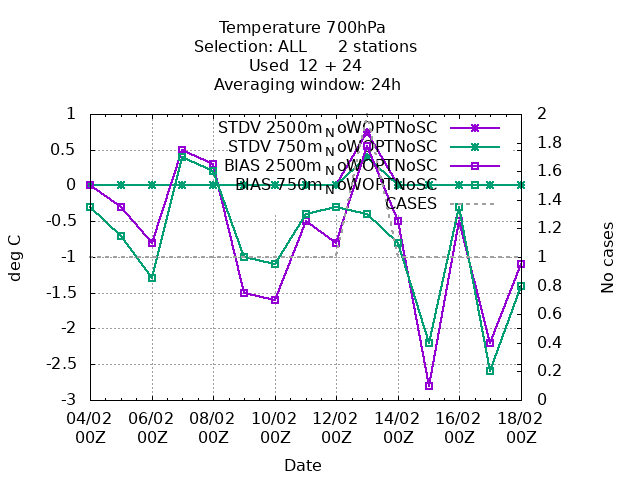 Temperature 700hPa
Selection: ALL      2 stations
Used  12 + 24
Averaging window: 24h
STDV 2500m NoWOPTNoSC
STDV 750m NoWOPTNoSC
BIAS 2500m NoWOPTNoSC
BIAS 750m NoWOPTNoSC
CASES
1
0.5
0
-0.5
-1
-1.5
-2
-2.5
-3
deg C
2
1.8
1.6
1.4
1.2
1
0.8
0.6
0.4
0.2
0
No cases
04/02 06/02 08/02 10/02 12/02 14/02 16/02 18/02
00Z 00Z 00Z 00Z 00Z 00Z 00Z 00Z
Date